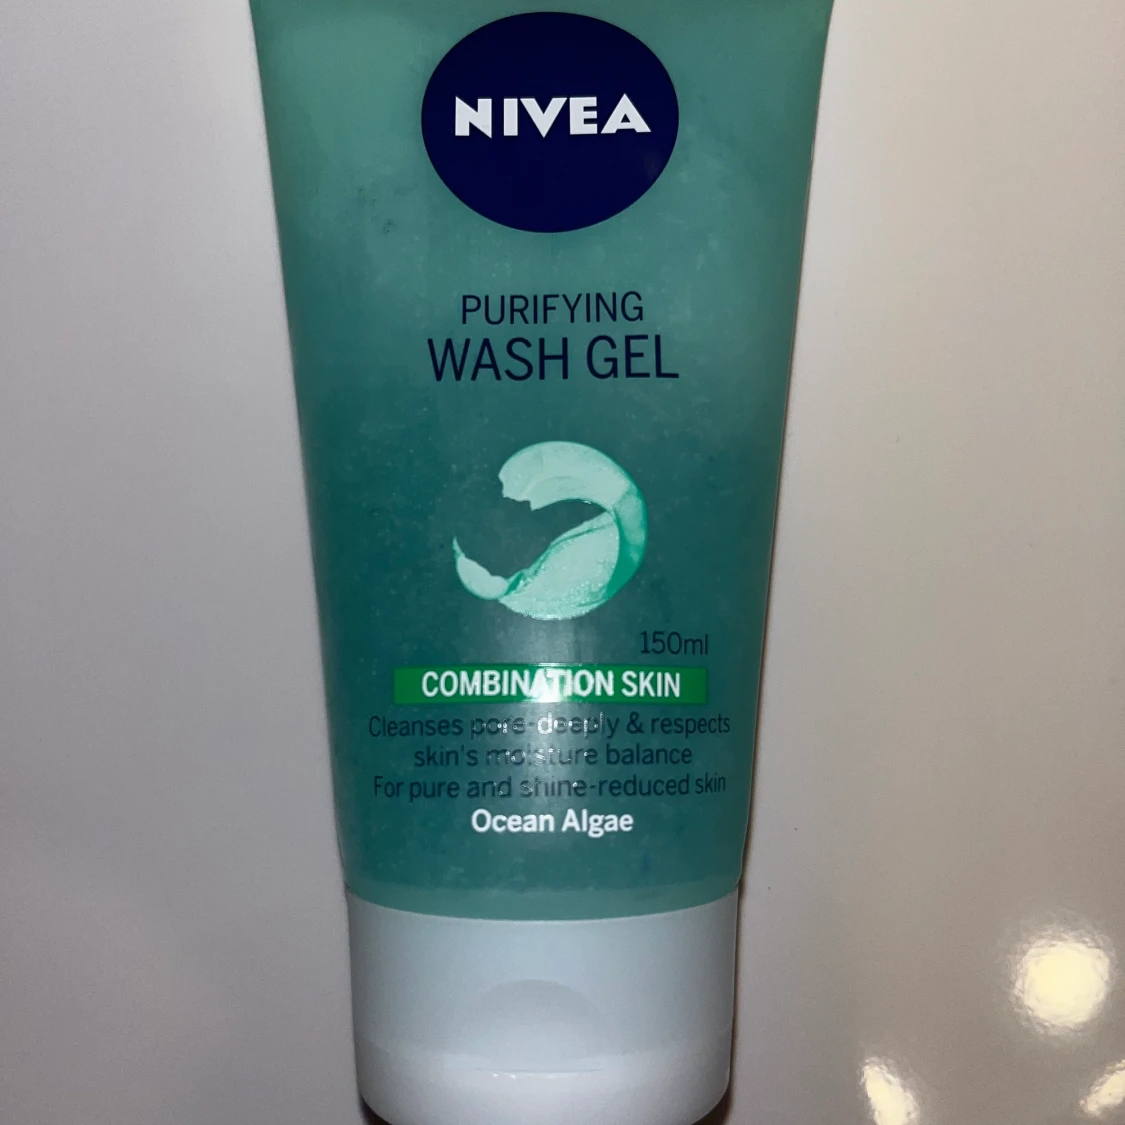 NIVEA
PURIFYING
WASH GEL
150ml
COMBINATION SKIN
Cleanses pore-deeply & respects
skin's moisture balance
For pure and shine-reduced skin
Ocean Algae